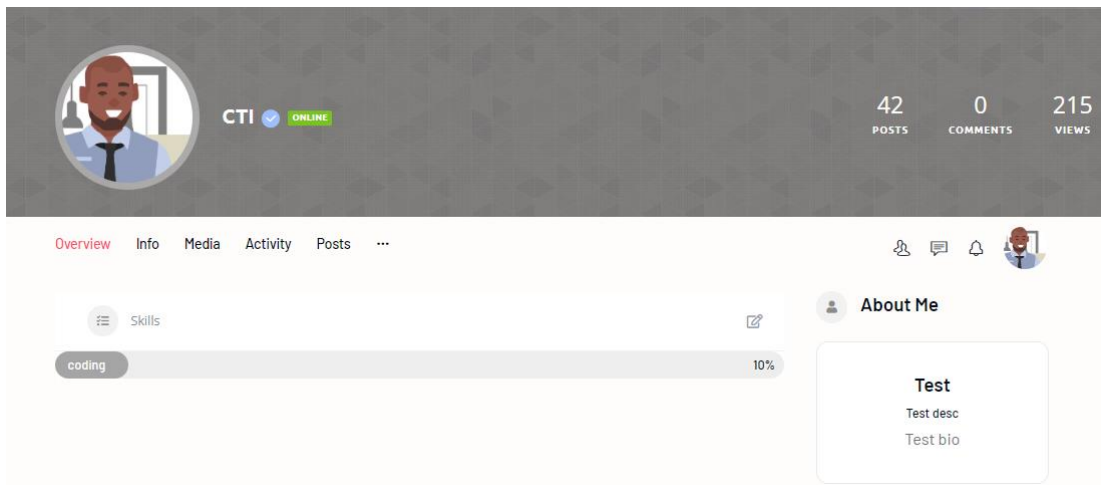 CTI ONLINE
42 0 215
POSTS COMMENTS VIEWS
Overview Info Media Activity Posts ...
Skills
coding 10%
About Me
Test
Test desc
Test bio